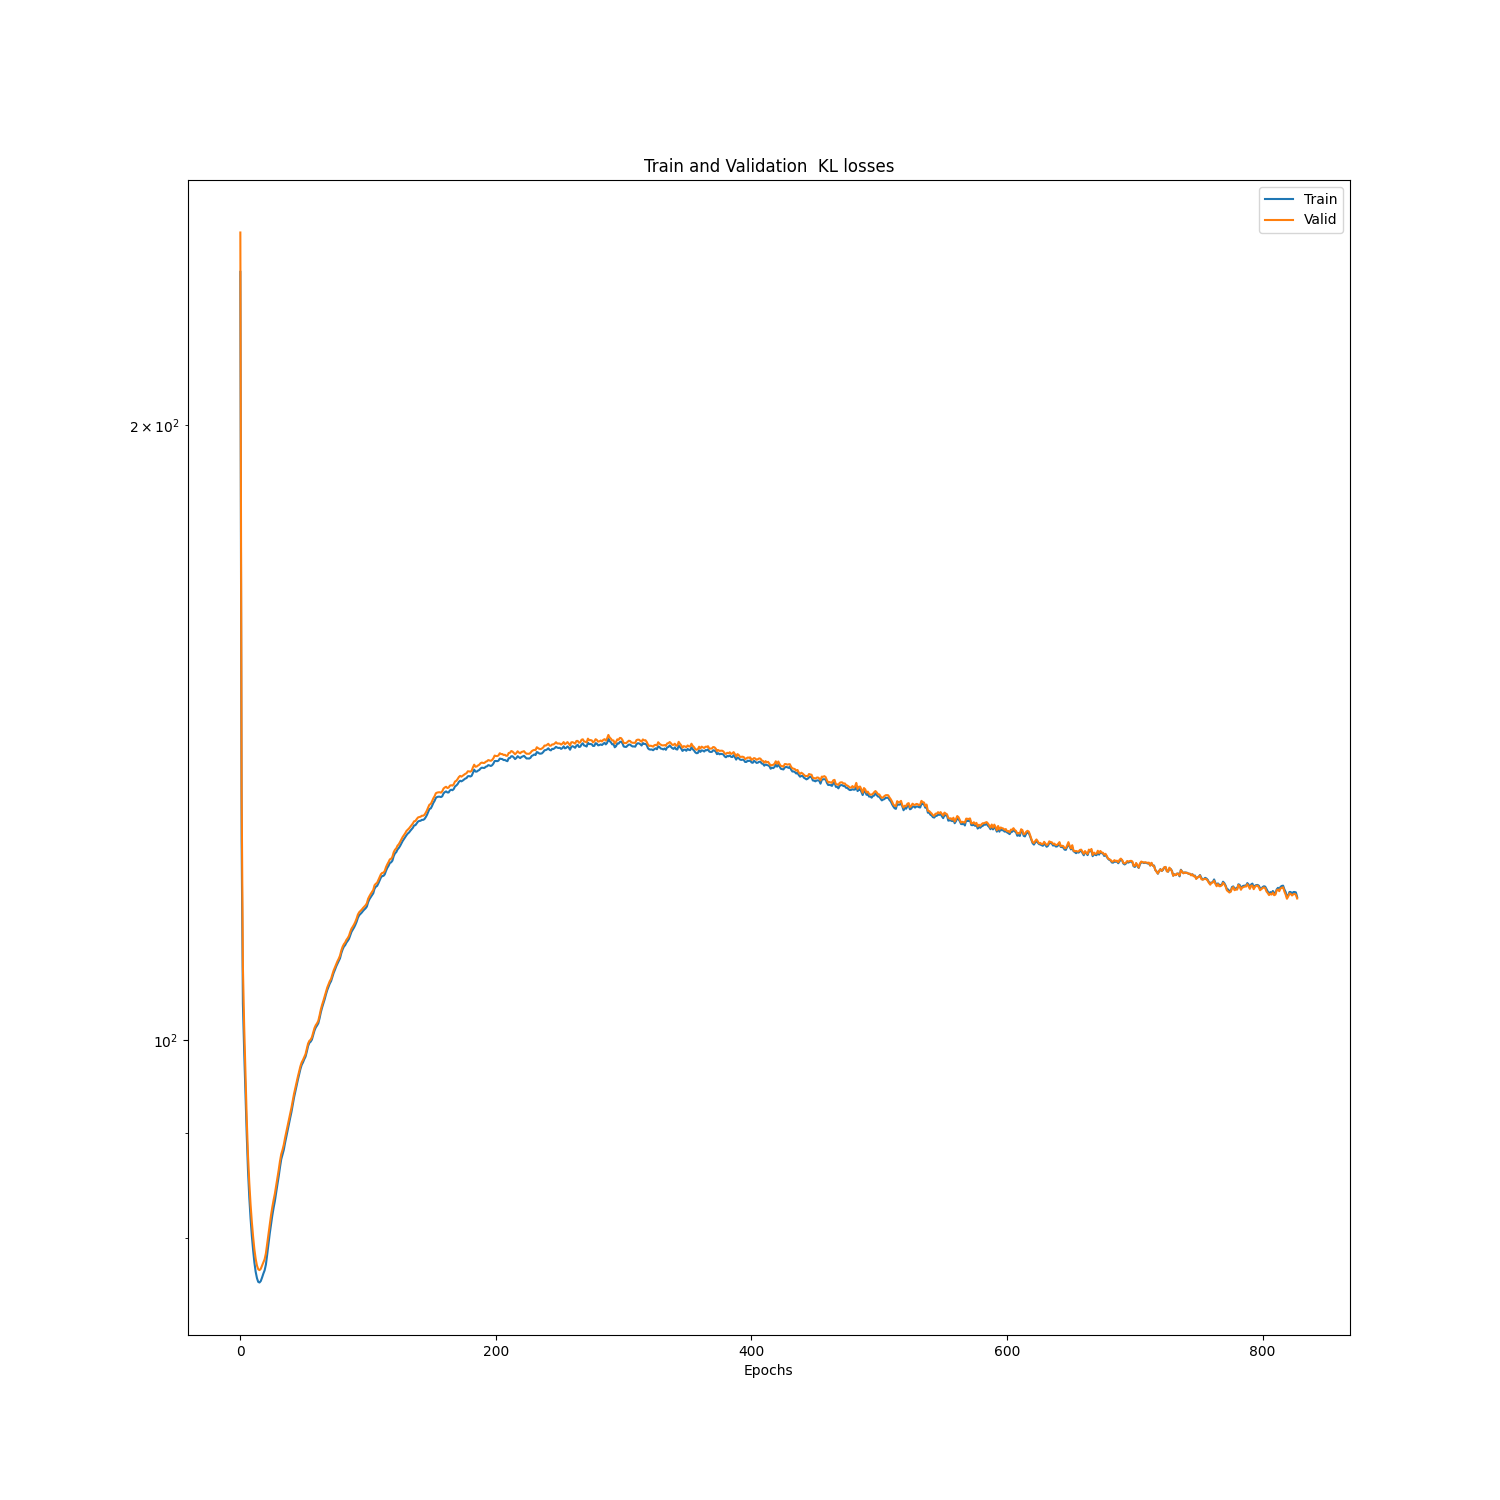 Train and Validation  KL losses
Train
Valid
2 × 10²
10²
0 200 400 600 800
Epochs